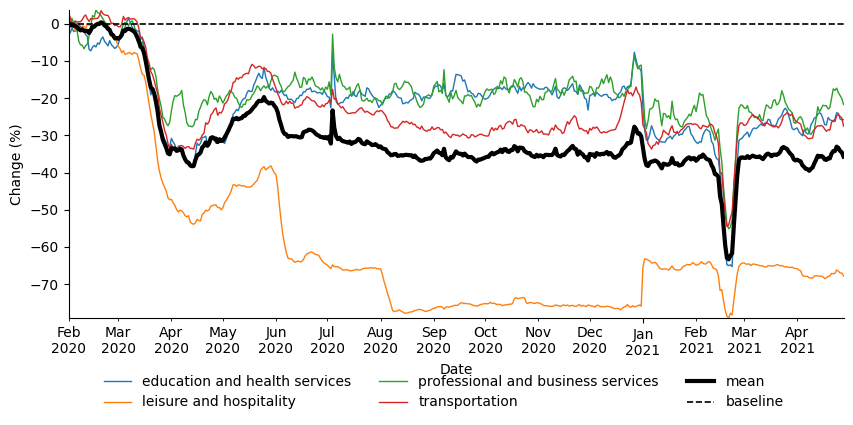 0
−10
−20
−30
−40
−50
−60
−70
Change (%)
Feb Mar Apr May Jun Jul Aug Sep Oct Nov Dec Jan Feb Mar Apr
2020 2020 2020 2020 2020 2020 2020 2020 2020 2020 2020 2021 2021 2021 2021
Date
education and health services professional and business services mean
leisure and hospitality transportation baseline